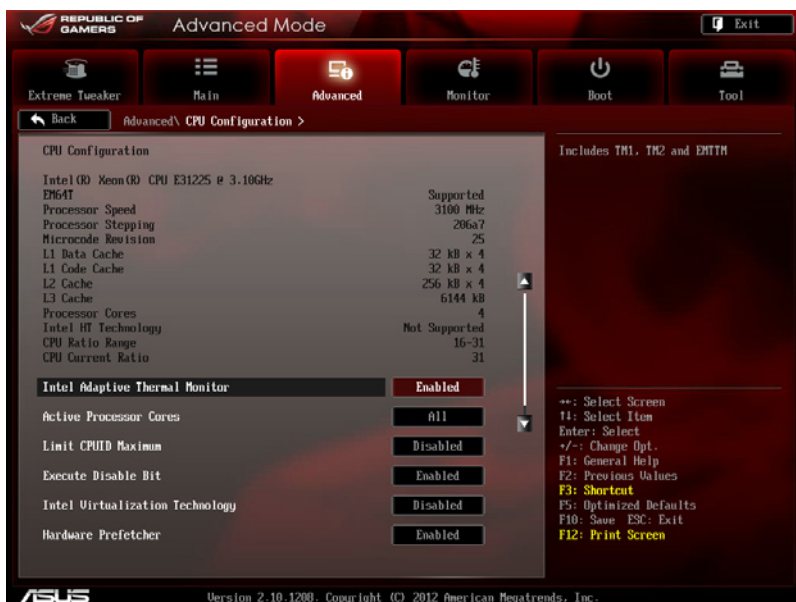 REPUBLIC OF GAMERS
Advanced Mode
Exit
Extreme Tweaker
Main
Advanced
Monitor
Boot
Tool
Back
Advanced\ CPU Configuration >
CPU Configuration
Intel(R) Xeon(R) CPU E31225 @ 3.10GHz
EM64T Supported
Processor Speed 3100 MHz
Processor Stepping 206a7
Microcode Revision 25
L1 Data Cache 32 kB x 4
L1 Code Cache 32 kB x 4
L2 Cache 256 kB x 4
L3 Cache 6144 kB
Processor Cores 4
Intel HT Technology Not Supported
CPU Ratio Range 16-31
CPU Current Ratio 31
Intel Adaptive Thermal Monitor Enabled
Active Processor Cores All
Limit CPUID Maximum Disabled
Execute Disable Bit Enabled
Intel Virtualization Technology Disabled
Hardware Prefetcher Enabled
Includes TM1, TM2 and EMTTM
→←: Select Screen
↑↓: Select Item
Enter: Select
+/-: Change Opt.
F1: General Help
F2: Previous Values
F3: Shortcut
F5: Optimized Defaults
F10: Save ESC: Exit
F12: Print Screen
ASUS
Version 2.10.1208. Copyright (C) 2012 American Megatrends, Inc.